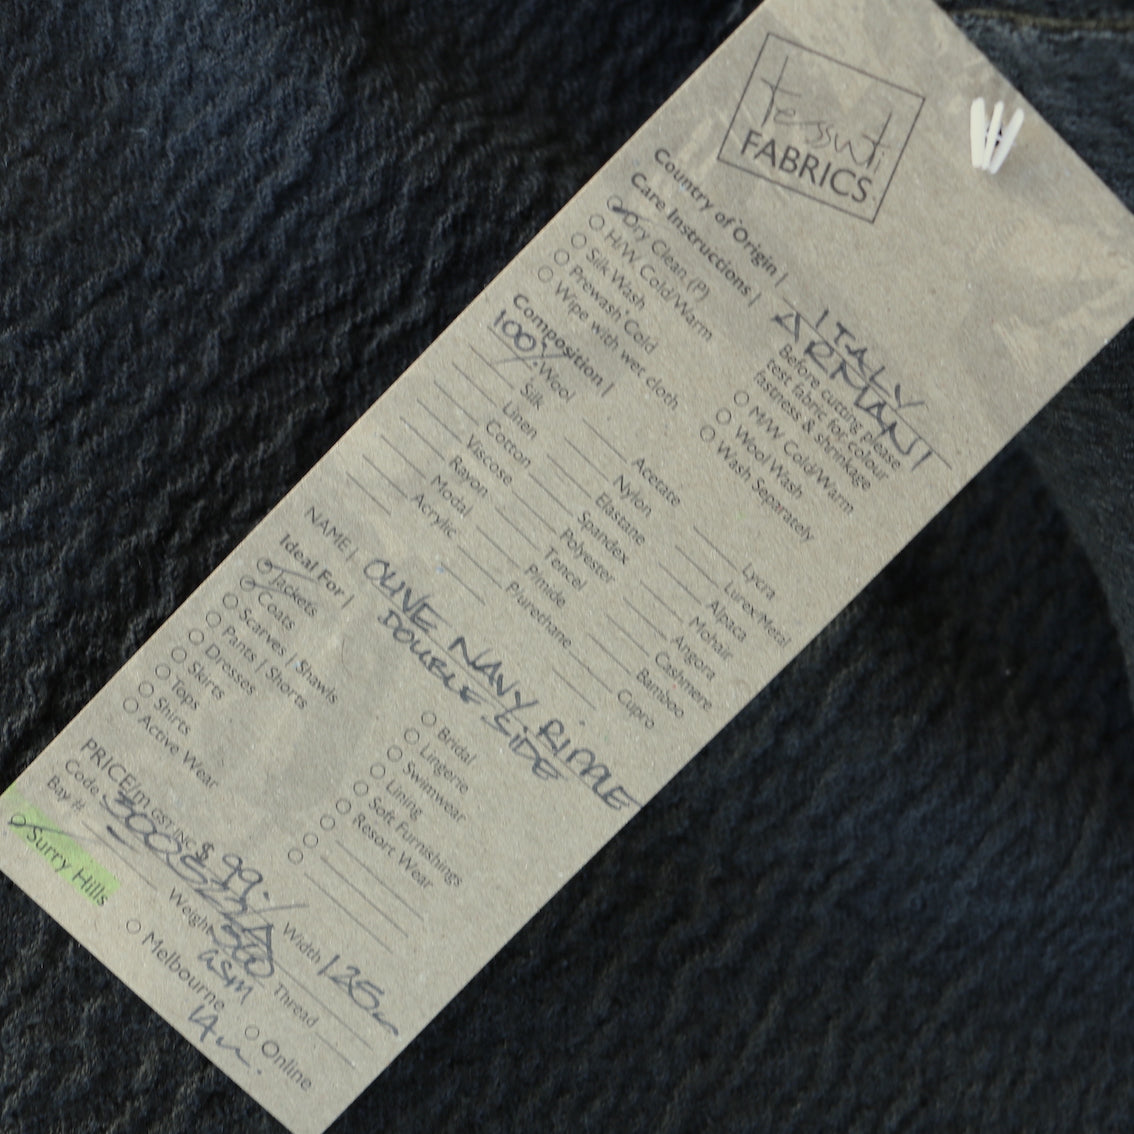 tessuti
FABRICS
Country of Origin | ITALY
ARMANI
Care Instructions |
Before cutting please
test fabric for colour
fastness & shrinkage
Dry Clean (P)
H/W Cold/Warm
M/W Cold/Warm
Silk Wash
Wool Wash
Prewash Cold
Wash Separately
Wipe with wet cloth
Composition |
100% Wool
Acetate
Lycra
Silk
Nylon
Lurex•Metal
Linen
Elastane
Alpaca
Cotton
Spandex
Mohair
Viscose
Polyester
Angora
Rayon
Tencel
Cashmere
Modal
P/mide
Bamboo
Acrylic
P/urethane
Cupro
NAME | OLIVE NAVY RIPPLE
DOUBLE SIDE
Ideal For |
Jackets
Bridal
Coats
Lingerie
Scarves | Shawls
Swimwear
Pants | Shorts
Lining
Dresses
Soft Furnishings
Skirts
Resort Wear
Tops
Shirts
Active Wear
PRICE/m GST INC $ 99.
Width 125
Code
Weight 500
GSM
Thread
Bay #
Surry Hills
Melbourne
Online
14m.